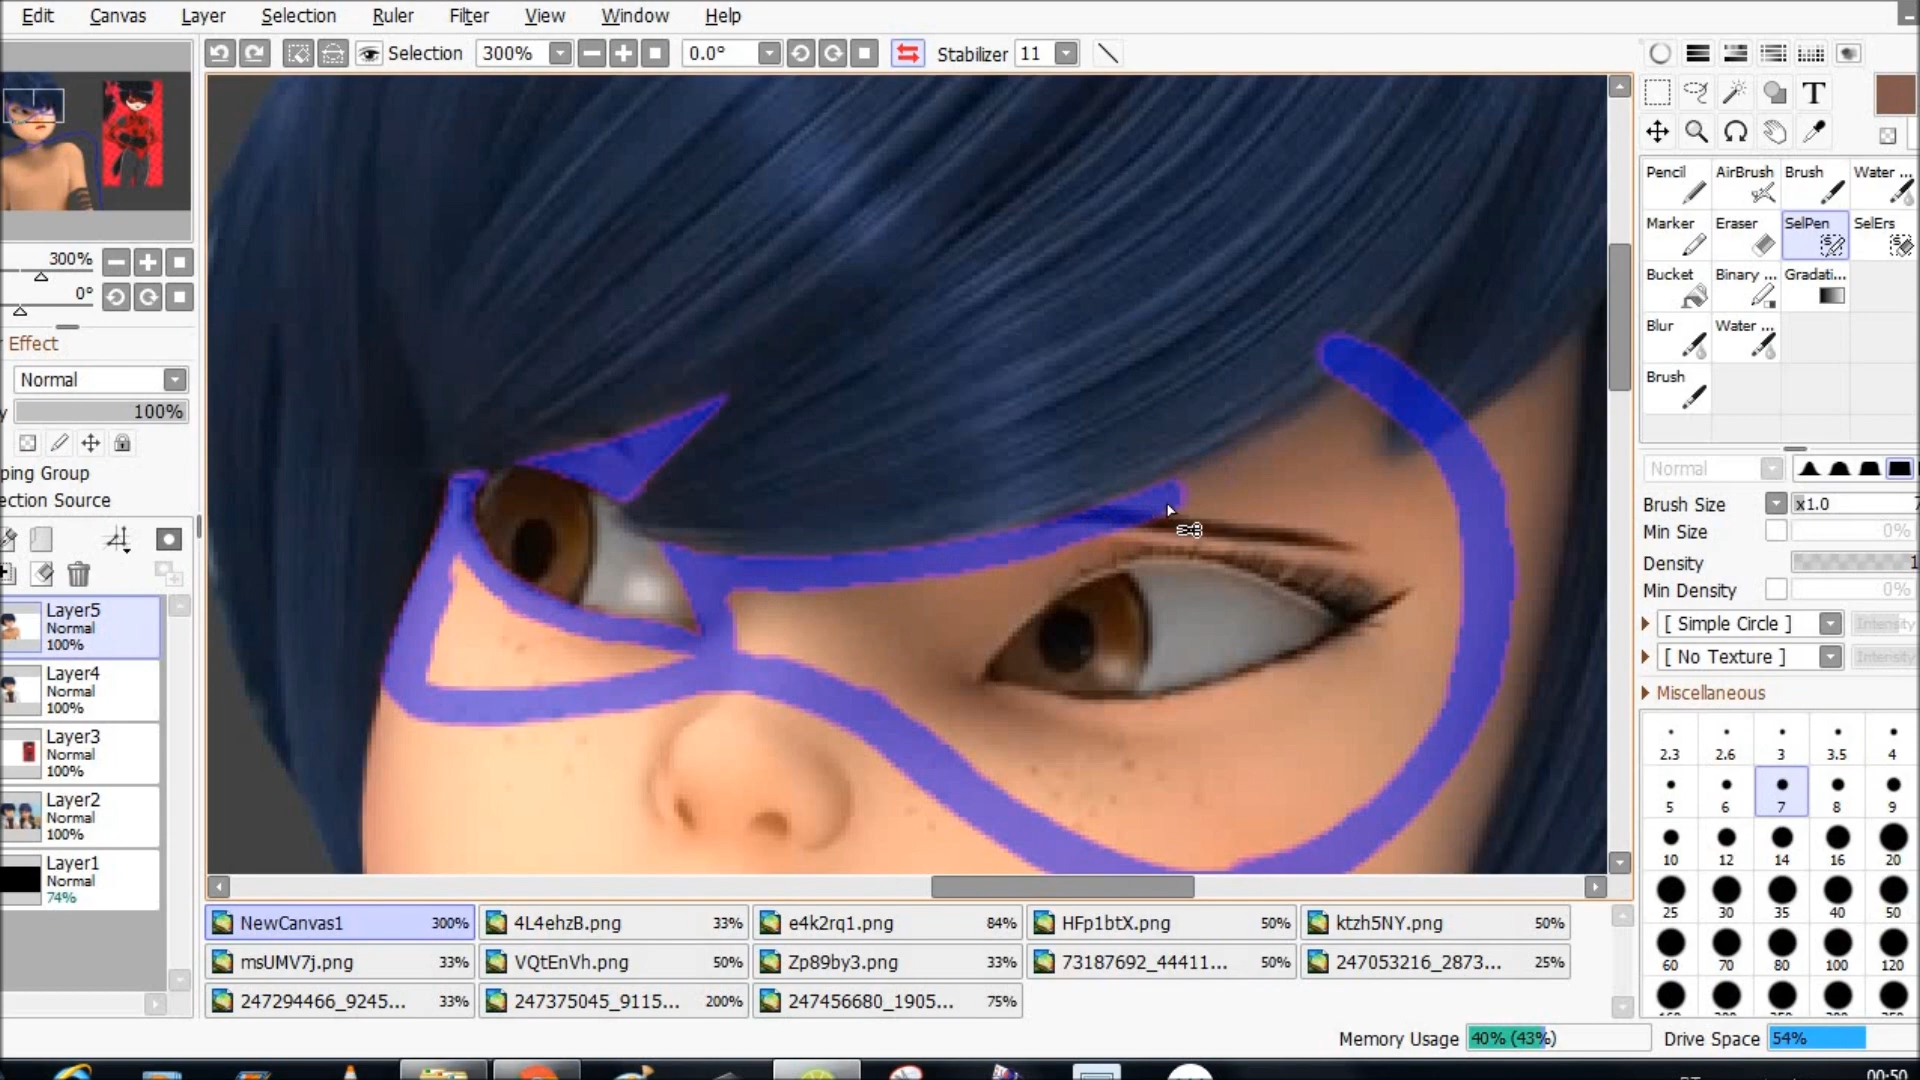 Edit Canvas Layer Selection Ruler Filter View Window Help
Selection 300% 0.0° Stabilizer 11
300%
0°
Effect
Normal
100%
ping Group
ection Source
Layer5
Normal
100%
Layer4
Normal
100%
Layer3
Normal
100%
Layer2
Normal
100%
Layer1
Normal
74%
T
Pencil AirBrush Brush Water ...
Marker Eraser SelPen SelErs
Bucket Binary ... Gradati...
Blur Water ...
Brush
Normal
Brush Size x1.0 7
Min Size 0%
Density 1
Min Density 0%
[ Simple Circle ] Intensity
[ No Texture ] Intensity
Miscellaneous
2.3 2.6 3 3.5 4
5 6 7 8 9
10 12 14 16 20
25 30 35 40 50
60 70 80 100 120
NewCanvas1 300% 4L4ehzB.png 33% e4k2rq1.png 84% HFp1btX.png 50% ktzh5NY.png 50%
msUMV7j.png 33% VQtEnVh.png 50% Zp89by3.png 33% 73187692_44411... 50% 247053216_2873... 25%
247294466_9245... 33% 247375045_9115... 200% 247456680_1905... 75%
Memory Usage 40% (43%) Drive Space 54%
00:50